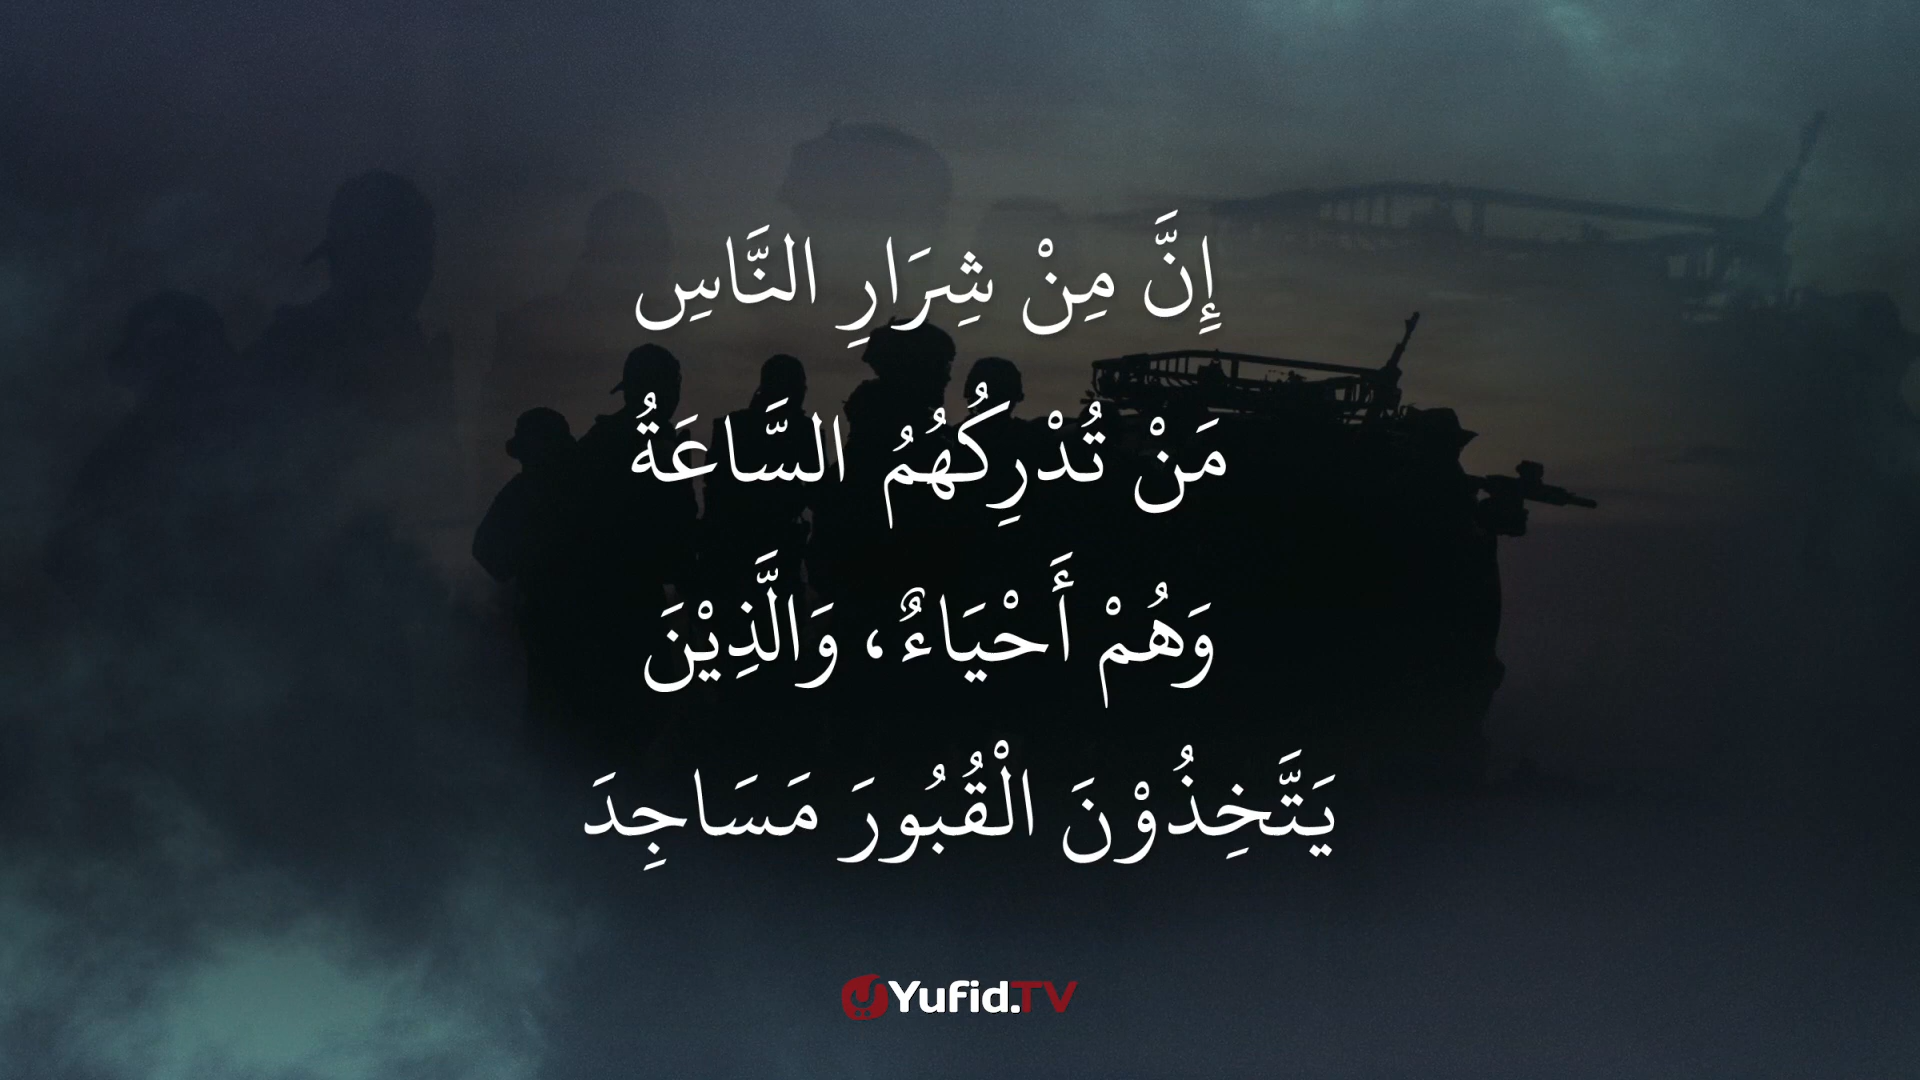 إِنَّ مِنْ شِرَارِ النَّاسِ
مَنْ تُدْرِكُهُمُ السَّاعَةُ
وَهُمْ أَحْيَاءٌ، وَالَّذِيْنَ
يَتَّخِذُوْنَ الْقُبُورَ مَسَاجِدَ
Yufid.TV